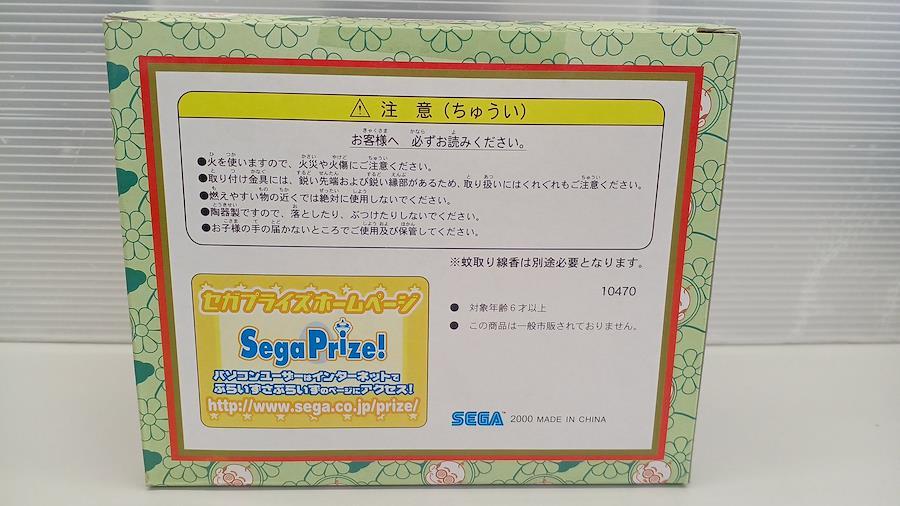 ⚠ 注 意 (ちゅうい)
お客様へ 必ずお読みください。
●火を使いますので、火災や火傷にご注意ください。
●取り付け金具には、鋭い先端および鋭い縁部があるため、取り扱いにはくれぐれもご注意ください。
●燃えやすい物の近くでは絶対に使用しないでください。
●陶器製ですので、落としたり、ぶつけたりしないでください。
●お子様の手の届かないところでご使用及び保管してください。
※蚊取り線香は別途必要となります。
10470
● 対象年齢6才以上
● この商品は一般市販されておりません。
セガプライズホームページ
SegaPrize!
パソコンユーザーはインターネットで
ぷらいずさぷらいずのページにアクセス!
http://www.sega.co.jp/prize/
SEGA 2000 MADE IN CHINA